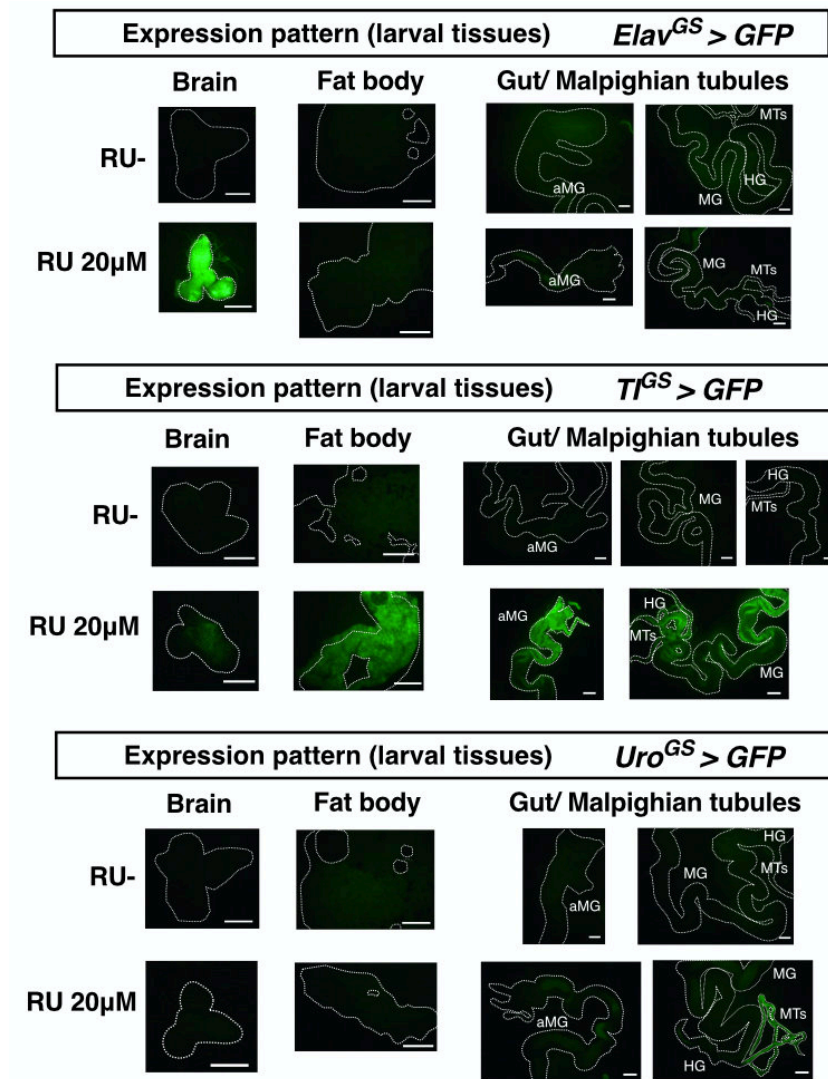 Expression pattern (larval tissues) Elav^GS > GFP
Brain Fat body Gut/ Malpighian tubules
RU-
aMG
MTs
HG
MG
RU 20µM
aMG
MG
MTs
HG
Expression pattern (larval tissues) TI^GS > GFP
Brain Fat body Gut/ Malpighian tubules
RU-
aMG
MG
HG
MTs
RU 20µM
aMG
HG
MTs
MG
Expression pattern (larval tissues) Uro^GS > GFP
Brain Fat body Gut/ Malpighian tubules
RU-
aMG
HG
MG
MTs
RU 20µM
aMG
MG
MTs
HG